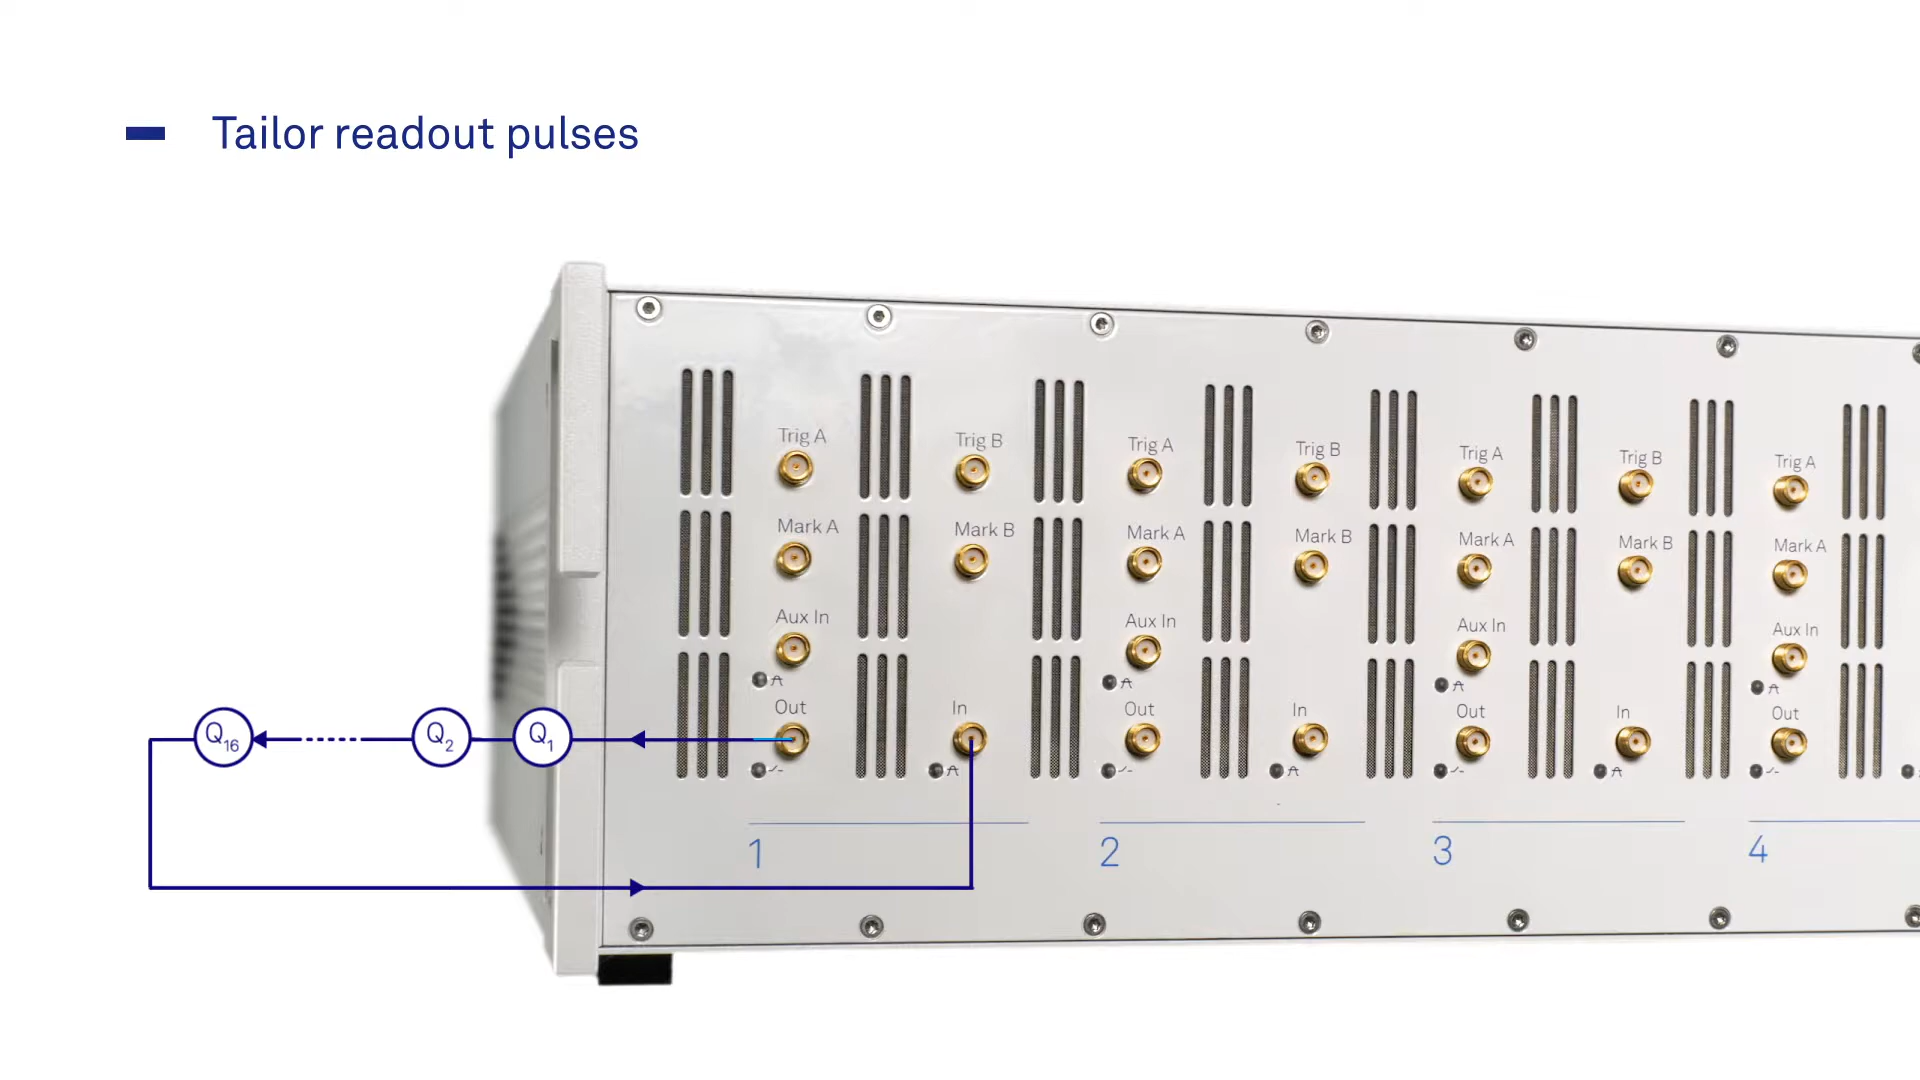 Tailor readout pulses
Trig A Trig B Trig A Trig B Trig A Trig B Trig A
Mark A Mark B Mark A Mark B Mark A Mark B Mark A
Aux In Aux In Aux In Aux In
Out In Out In Out In Out
Q16 Q2 Q1
1 2 3 4